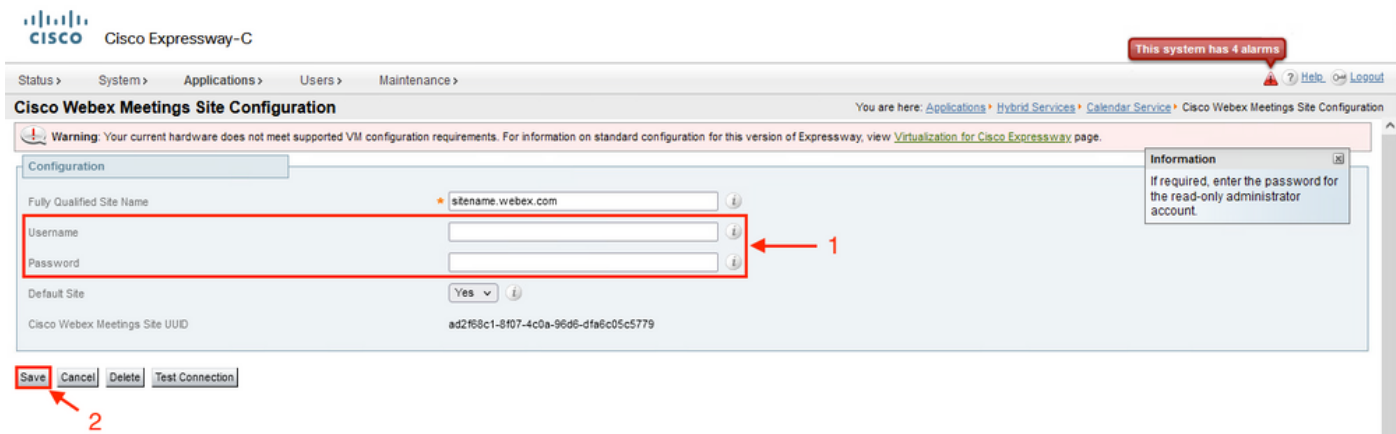 CISCO Cisco Expressway-C
This system has 4 alarms
Status > System > Applications > Users > Maintenance > ? Help Logout
Cisco Webex Meetings Site Configuration You are here: Applications Hybrid Services Calendar Service Cisco Webex Meetings Site Configuration
Warning: Your current hardware does not meet supported VM configuration requirements. For information on standard configuration for this version of Expressway, view Virtualization for Cisco Expressway page.
Configuration
Information x
If required, enter the password for
the read-only administrator
account.
Fully Qualified Site Name * sitename.webex.com i
Username i
1
Password i
Default Site Yes i
Cisco Webex Meetings Site UUID ad2f68c1-8f07-4c0a-96d6-dfa6c05c5779
Save Cancel Delete Test Connection
2